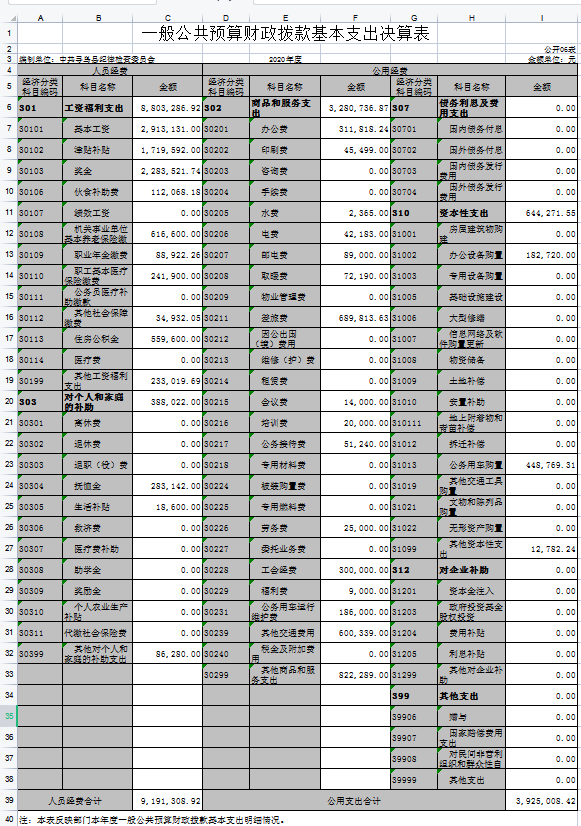 A B C D E F G H I
1 一般公共预算财政拨款基本支出决算表
2 公开06表
3 编制单位：中共寻乌县纪律检查委员会 2020年度 金额单位：元
4 人员经费 公用经费
5 经济分类科目编码 科目名称 金额 经济分类科目编码 科目名称 金额 经济分类科目编码 科目名称 金额
6 301 工资福利支出 8,803,286.92 302 商品和服务支出 3,280,736.87 307 债务利息及费用支出 0.00
7 30101 基本工资 2,913,131.00 30201 办公费 311,818.24 30701 国内债务付息 0.00
8 30102 津贴补贴 1,719,592.00 30202 印刷费 45,499.00 30702 国外债务付息 0.00
9 30103 奖金 2,283,521.74 30203 咨询费 0.00 30703 国内债务发行费用 0.00
10 30106 伙食补助费 112,068.18 30204 手续费 0.00 30704 国外债务发行费用 0.00
11 30107 绩效工资 0.00 30205 水费 2,365.00 310 资本性支出 644,271.55
12 30108 机关事业单位基本养老保险缴 616,600.00 30206 电费 42,183.00 31001 房屋建筑物购建 0.00
13 30109 职业年金缴费 88,922.26 30207 邮电费 89,000.00 31002 办公设备购置 182,720.00
14 30110 职工基本医疗保险缴费 241,900.00 30208 取暖费 72,190.00 31003 专用设备购置 0.00
15 30111 公务员医疗补助缴款 0.00 30209 物业管理费 0.00 31005 基础设施建设 0.00
16 30112 其他社会保障缴费 34,932.05 30211 差旅费 689,813.63 31006 大型修缮 0.00
17 30113 住房公积金 559,600.00 30212 因公出国（境）费用 0.00 31007 信息网络及软件购置更新 0.00
18 30114 医疗费 0.00 30213 维修（护）费 0.00 31008 物资储备 0.00
19 30199 其他工资福利支出 233,019.69 30214 租赁费 0.00 31009 土地补偿 0.00
20 303 对个人和家庭的补助 388,022.00 30215 会议费 14,000.00 31010 安置补助 0.00
21 30301 离休费 0.00 30216 培训费 20,000.00 310111 地上附着物和青苗补偿 0.00
22 30302 退休费 0.00 30217 公务接待费 51,240.00 31012 拆迁补偿 0.00
23 30303 退职（役）费 0.00 30218 专用材料费 0.00 31013 公务用车购置 448,769.31
24 30304 抚恤金 283,142.00 30224 被装购置费 0.00 31019 其他交通工具购置 0.00
25 30305 生活补贴 18,600.00 30225 专用燃料费 0.00 31021 文物和陈列品购置 0.00
26 30306 救济费 0.00 30226 劳务费 25,000.00 31022 无形资产购置 0.00
27 30307 医疗费补助 0.00 30227 委托业务费 0.00 31099 其他资本性支出 12,782.24
28 30308 助学金 0.00 30228 工会经费 300,000.00 312 对企业补助 0.00
29 30309 奖励金 0.00 30229 福利费 9,000.00 31201 资本金注入 0.00
30 30310 个人农业生产补贴 0.00 30231 公务用车运行维护费 186,000.00 31203 政府投资基金股权投资 0.00
31 30311 代缴社会保险费 0.00 30239 其他交通费用 600,339.00 31204 费用补贴 0.00
32 30399 其他对个人和家庭的补助支出 86,280.00 30240 税金及附加费用 0.00 31205 利息补贴 0.00
33 30299 其他商品和服务支出 822,289.00 31299 其他对企业补助 0.00
34 399 其他支出 0.00
35 39906 赠与 0.00
36 39907 国家赔偿费用支出 0.00
37 39908 对民间非营利组织和群众性自 0.00
38 39999 其他支出 0.00
39 人员经费合计 9,191,308.92 公用支出合计 3,925,008.42
40 注：本表反映部门本年度一般公共预算财政拨款基本支出明细情况。